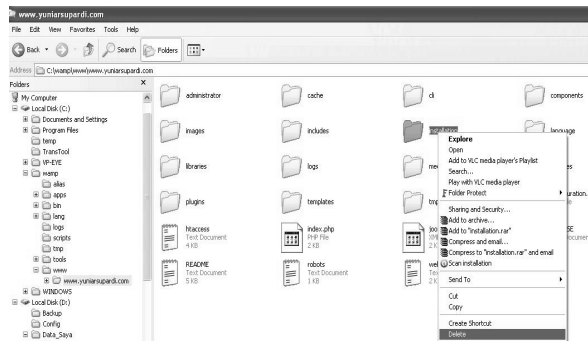 www.yuniarsupardi.com
File Edit View Favorites Tools Help
Back Search Folders
Address C:\wamp\www\www.yuniarsupardi.com
Folders
My Computer
Local Disk (C:)
Documents and Settings
Program Files
temp
TransTool
VP-EYE
wamp
alias
apps
bin
lang
logs
scripts
tmp
tools
www
www.yuniarsupardi.com
WINDOWS
Local Disk (D:)
Backup
Config
Data_Saya
administrator
cache
cli
components
images
includes
installation
language
libraries
logs
plugins
templates
tmp
htaccess
Text Document
4 KB
index.php
PHP File
2 KB
README
Text Document
5 KB
robots
Text Document
1 KB
Explore
Open
Add to VLC media player's Playlist
Search...
Play with VLC media player
Folder Protect
Sharing and Security...
Add to archive...
Add to "installation.rar"
Compress and email...
Compress to "installation.rar" and email
Scan installation
Send To
Cut
Copy
Create Shortcut
Delete